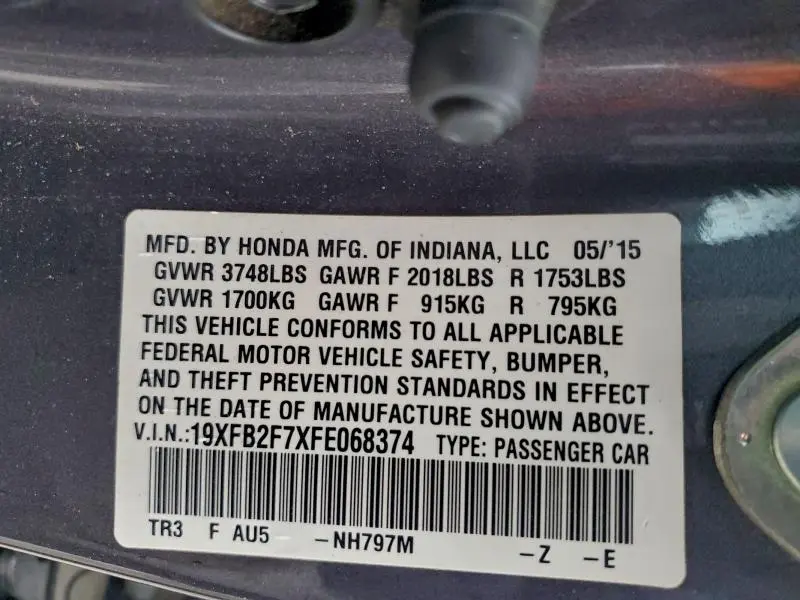 MFD. BY HONDA MFG. OF INDIANA, LLC 05/'15
GVWR 3748LBS GAWR F 2018LBS R 1753LBS
GVWR 1700KG GAWR F 915KG R 795KG
THIS VEHICLE CONFORMS TO ALL APPLICABLE
FEDERAL MOTOR VEHICLE SAFETY, BUMPER,
AND THEFT PREVENTION STANDARDS IN EFFECT
ON THE DATE OF MANUFACTURE SHOWN ABOVE.
V.I.N.:19XFB2F7XFE068374 TYPE: PASSENGER CAR
TR3 F AU5 -NH797M -Z -E